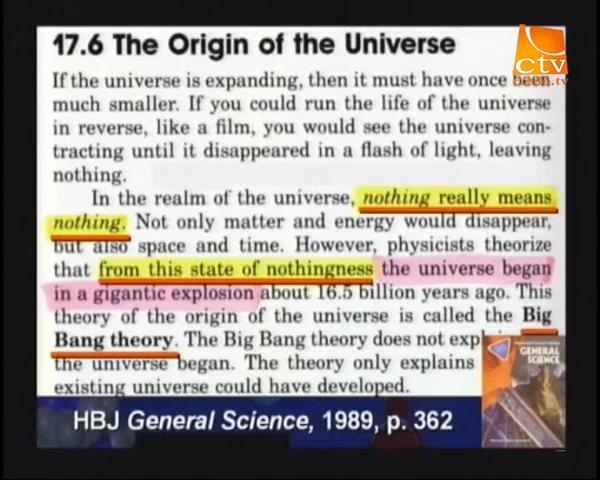 17.6 The Origin of the Universe
ctv
If the universe is expanding, then it must have once been
much smaller. If you could run the life of the universe
in reverse, like a film, you would see the universe con-
tracting until it disappeared in a flash of light, leaving
nothing.
In the realm of the universe, nothing really means
nothing. Not only matter and energy would disappear,
but also space and time. However, physicists theorize
that from this state of nothingness the universe began
in a gigantic explosion about 16.5 billion years ago. This
theory of the origin of the universe is called the Big
Bang theory. The Big Bang theory does not
the universe began. The theory only explains
existing universe could have developed.
GENERAL
SCIENCE
HBJ General Science, 1989, p. 362